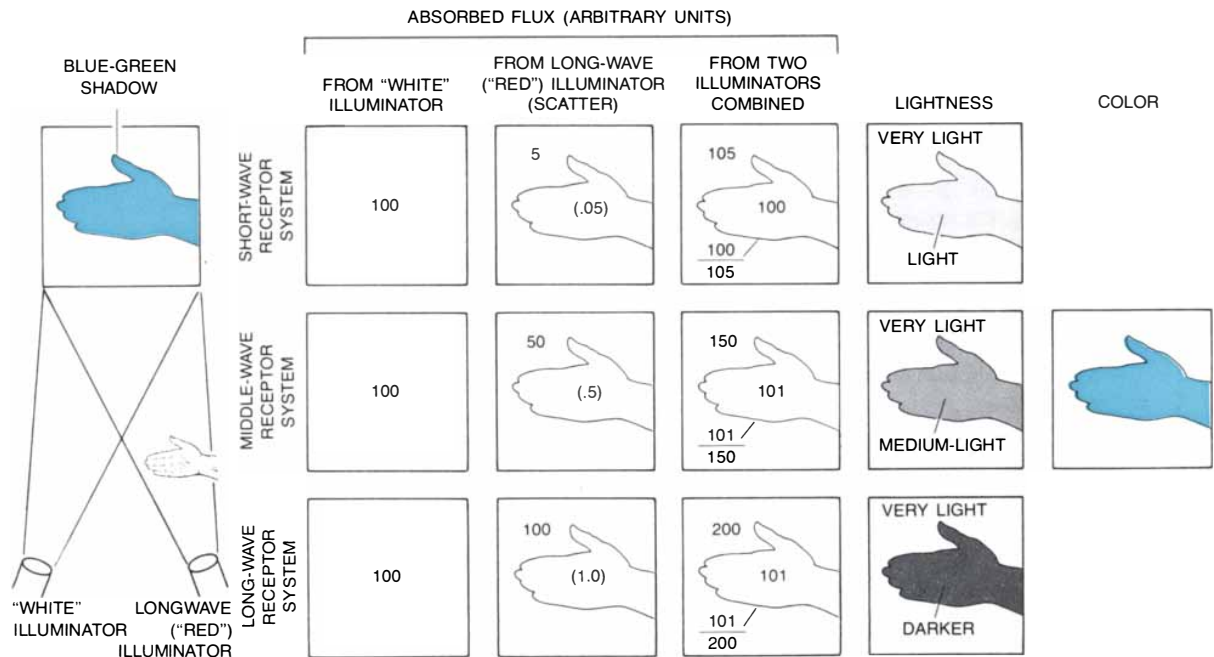 ABSORBED FLUX (ARBITRARY UNITS)
BLUE-GREEN
SHADOW
FROM "WHITE"
ILLUMINATOR
FROM LONG-WAVE
("RED") ILLUMINATOR
(SCATTER)
FROM TWO
ILLUMINATORS
COMBINED
LIGHTNESS
COLOR
SHORT-WAVE
RECEPTOR
SYSTEM
100
5
(.05)
105
100
100
105
VERY LIGHT
LIGHT
MIDDLE-WAVE
RECEPTOR
SYSTEM
100
50
(.5)
150
101
101
150
VERY LIGHT
MEDIUM-LIGHT
LONG-WAVE
RECEPTOR
SYSTEM
100
100
(1.0)
200
101
101
200
VERY LIGHT
DARKER
"WHITE"
ILLUMINATOR
LONGWAVE
("RED")
ILLUMINATOR